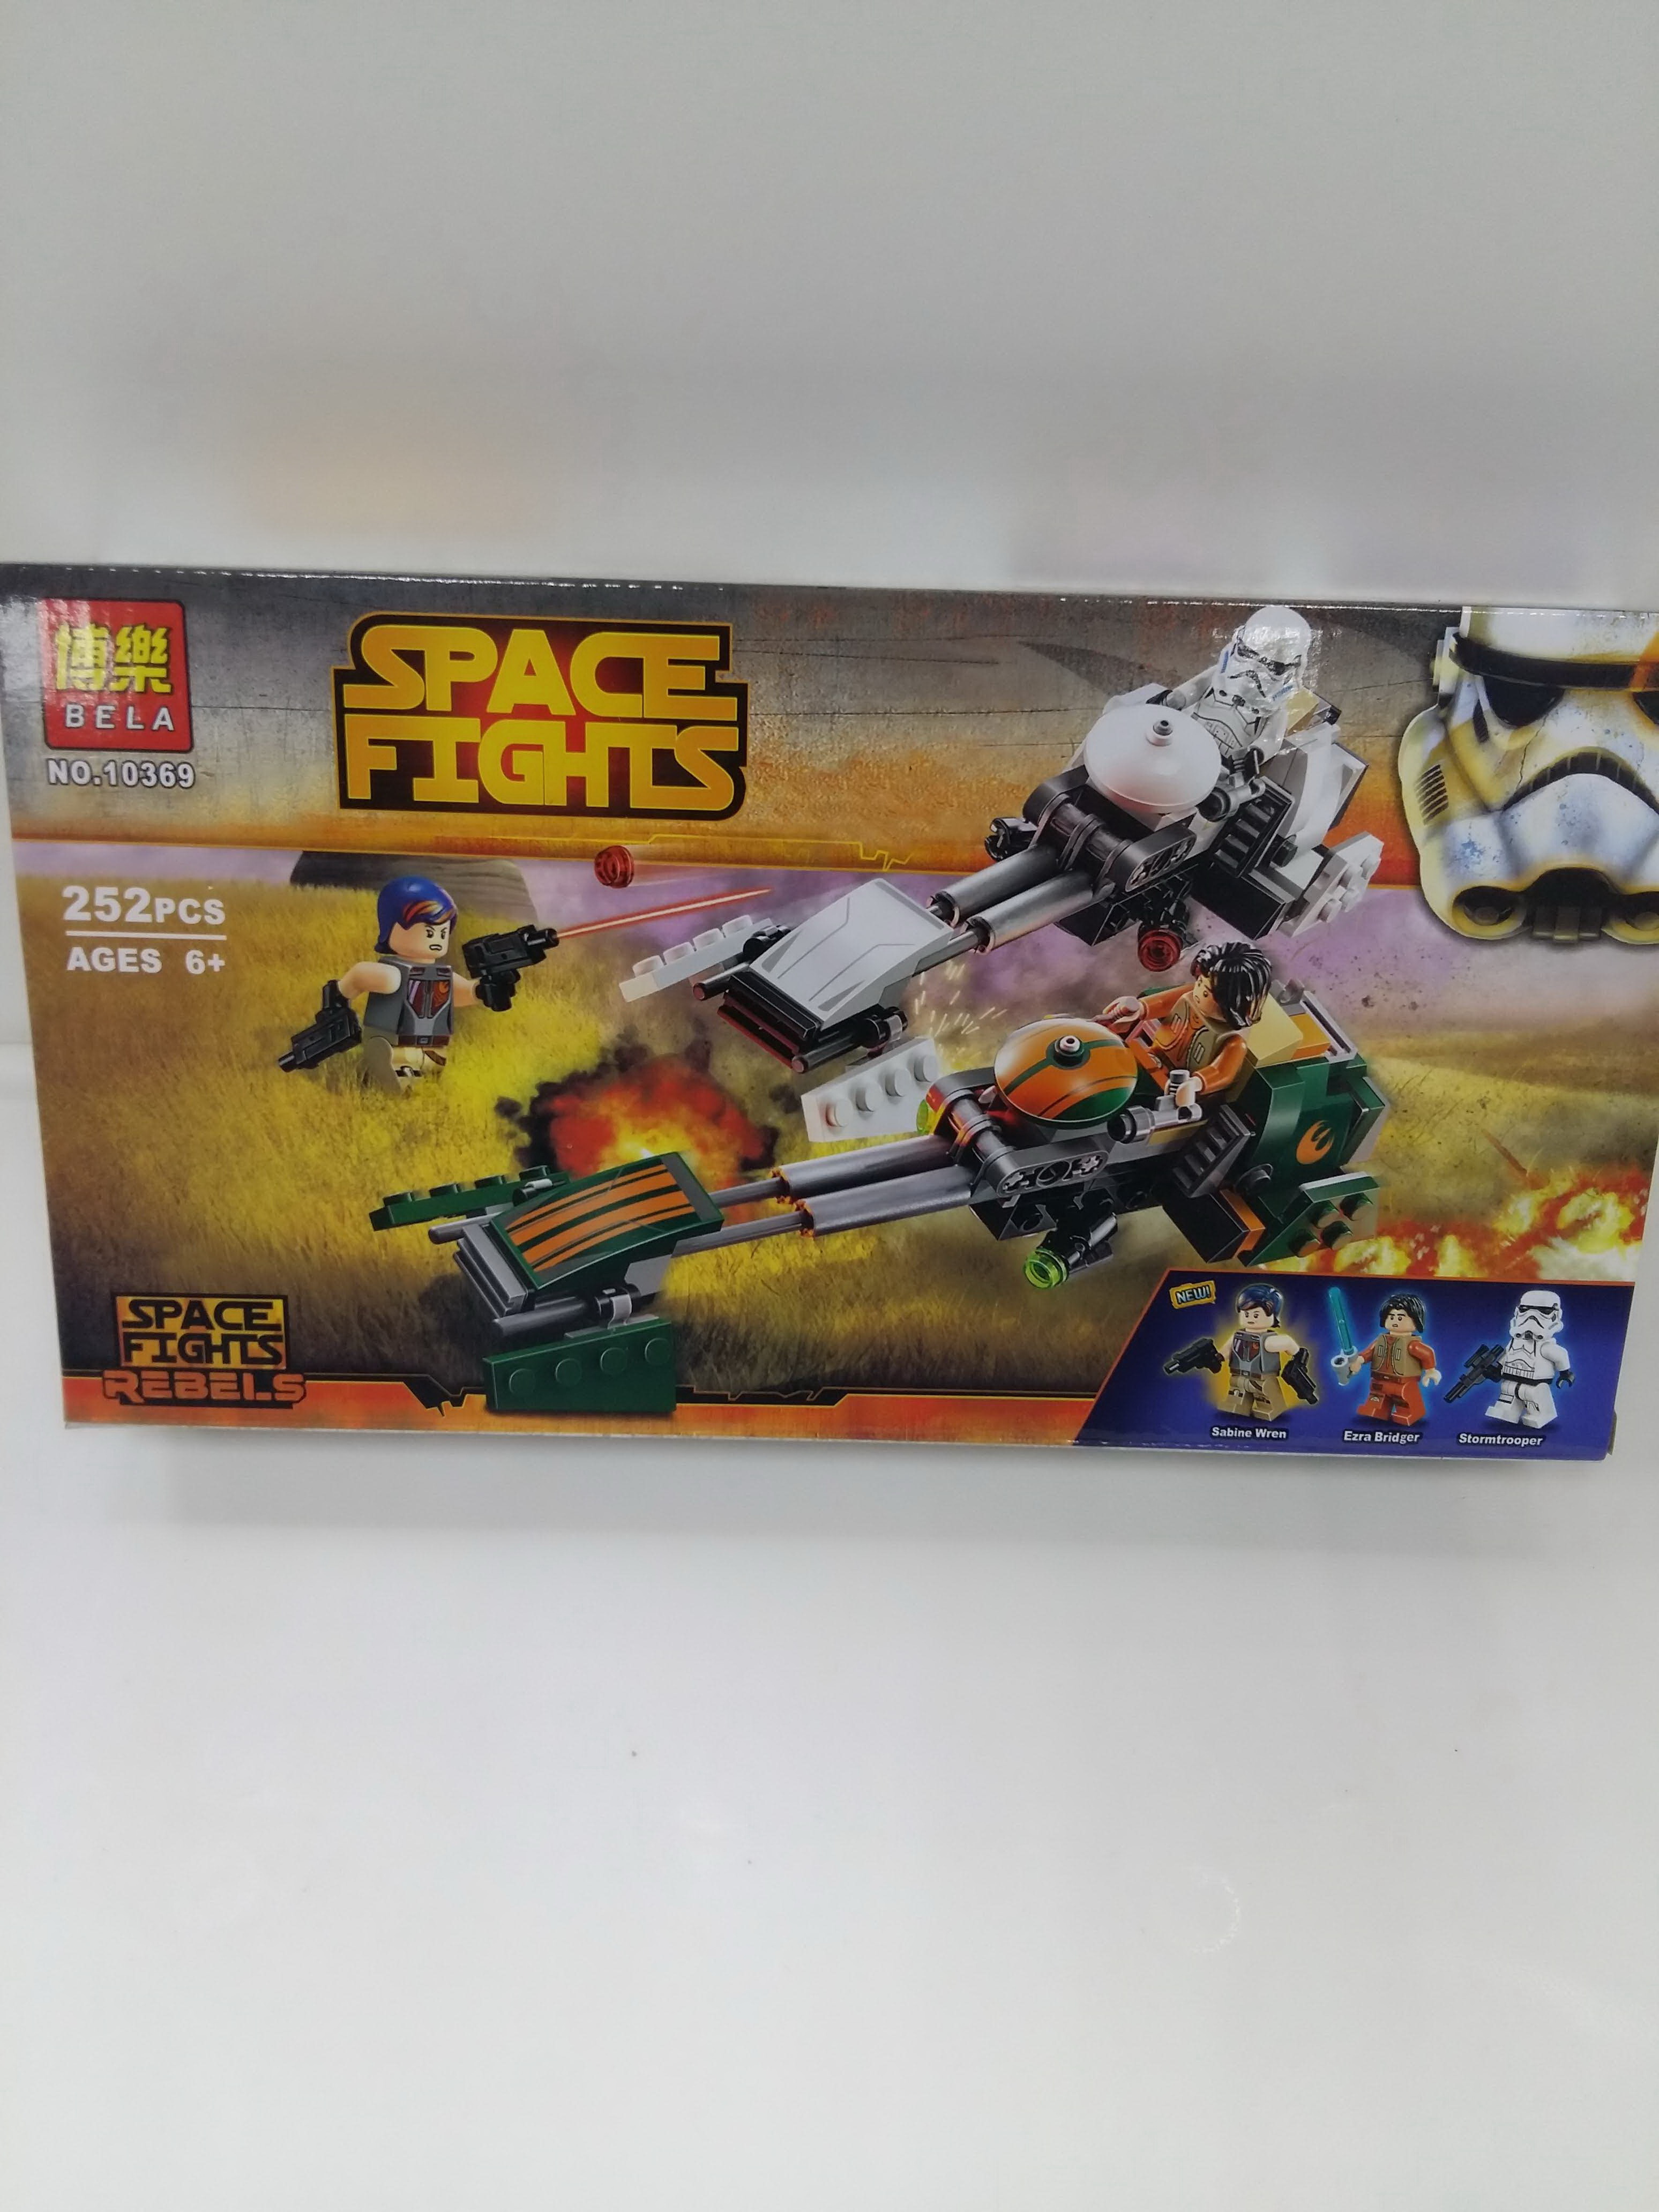 博樂
BELA
NO.10369
SPACE
FIGHTS
252PCS
AGES 6+
SPACE
FIGHTS
REBELS
NEW!
Sabine Wren
Ezra Bridger
Stormtrooper